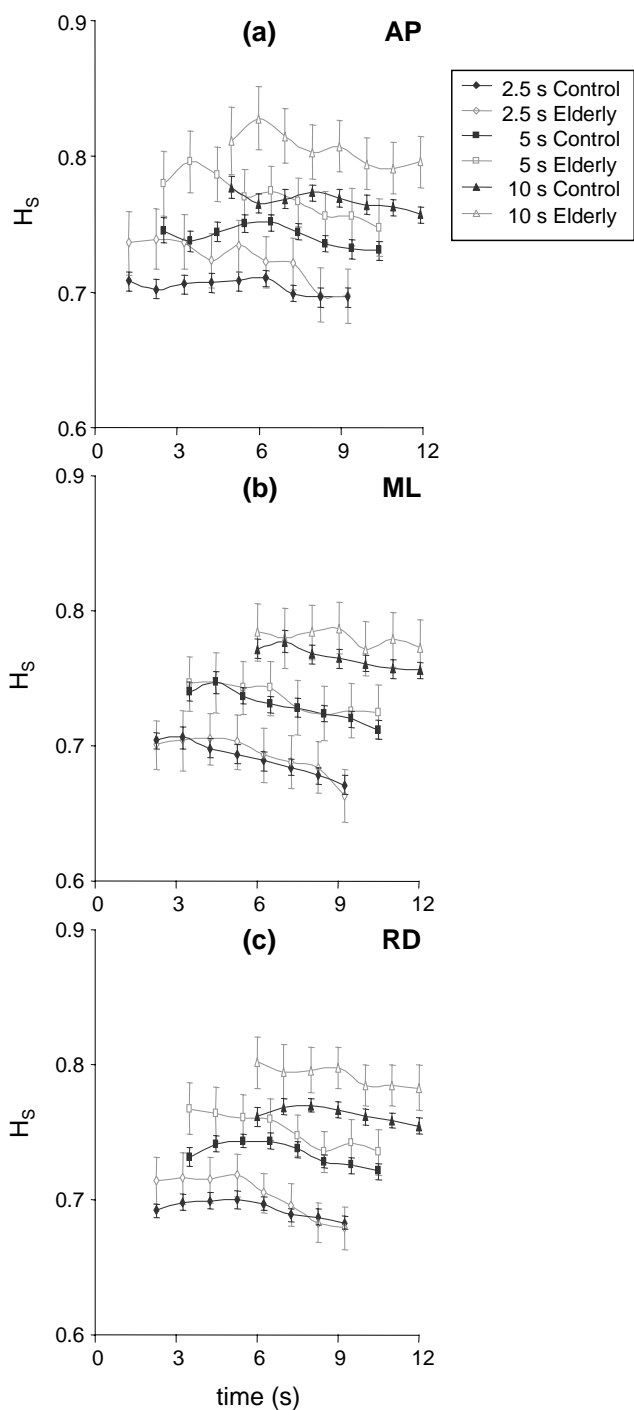 (a) AP
0.9
0.8
0.7
0.6
HS
0 3 6 9 12
2.5 s Control
2.5 s Elderly
5 s Control
5 s Elderly
10 s Control
10 s Elderly
(b) ML
0.9
0.8
0.7
0.6
HS
0 3 6 9 12
(c) RD
0.9
0.8
0.7
0.6
HS
0 3 6 9 12
time (s)